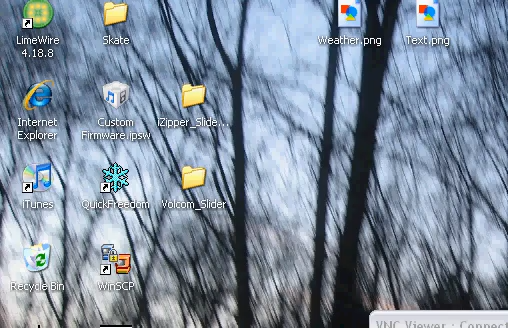 LimeWire
4.18.8
Skate
Weather.png
Text.png
Internet
Explorer
Custom
Firmware.ipsw
iZipper_Slide...
iTunes
QuickFreedom
Volcom_Slider
Recycle Bin
WinSCP
VNC Viewer : Connect